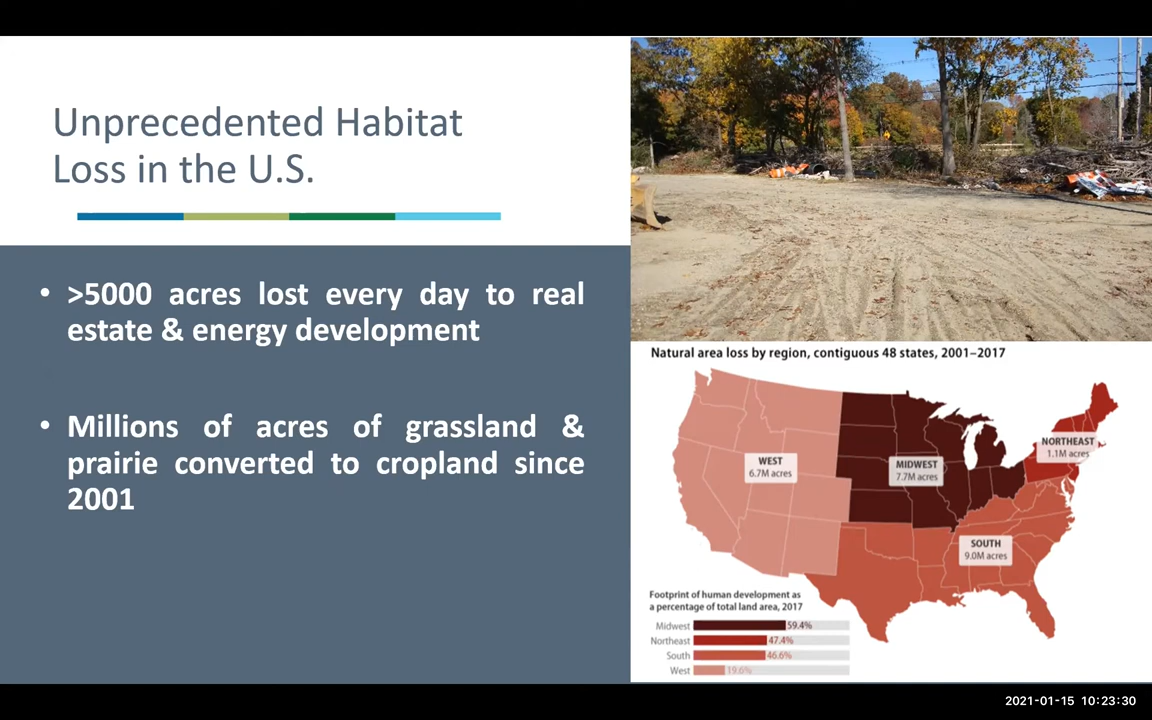 Unprecedented Habitat
Loss in the U.S.
• >5000 acres lost every day to real
estate & energy development
• Millions of acres of grassland &
prairie converted to cropland since
2001
Natural area loss by region, contiguous 48 states, 2001–2017
WEST
6.7M acres
MIDWEST
7.7M acres
NORTHEAST
1.1M acres
SOUTH
9.0M acres
Footprint of human development as
a percentage of total land area, 2017
Midwest 59.4%
Northeast 47.4%
South 46.6%
West 19.6%
2021-01-15 10:23:30